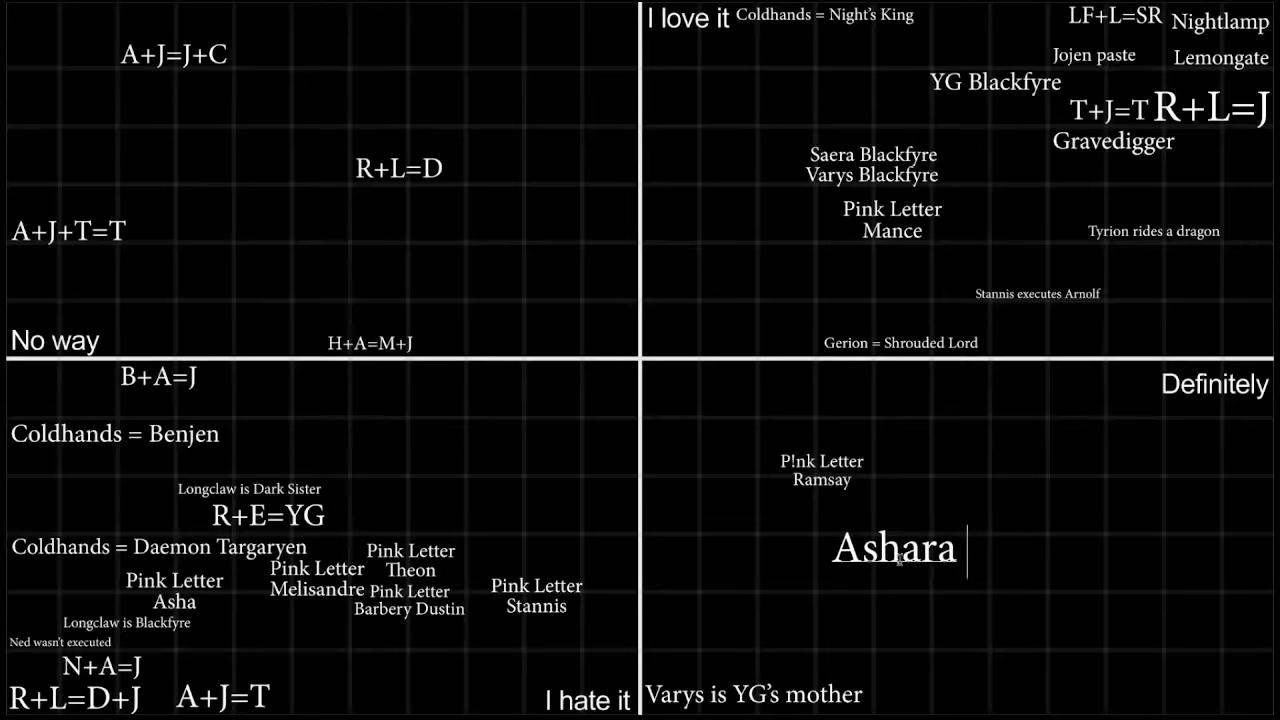 A+J=J+C
R+L=D
A+J+T=T
No way
H+A=M+J
I love it
Coldhands = Night's King
LF+L=SR
Nightlamp
Jojen paste
Lemongate
YG Blackfyre
T+J=T
R+L=J
Gravedigger
Saera Blackfyre
Varys Blackfyre
Pink Letter
Mance
Tyrion rides a dragon
Stannis executes Arnolf
Gerion = Shrouded Lord
B+A=J
Coldhands = Benjen
Longclaw is Dark Sister
R+E=YG
Coldhands = Daemon Targaryen
Pink Letter
Theon
Pink Letter
Melisandre
Pink Letter
Asha
Pink Letter
Barbery Dustin
Pink Letter
Stannis
Longclaw is Blackfyre
Ned wasn't executed
N+A=J
R+L=D+J
A+J=T
I hate it
Definitely
P!nk Letter
Ramsay
Ashara
Varys is YG's mother